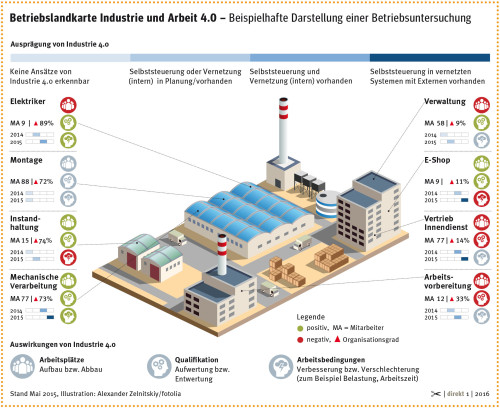 Betriebslandkarte Industrie und Arbeit 4.0 – Beispielhafte Darstellung einer Betriebsuntersuchung
Ausprägung von Industrie 4.0
Keine Ansätze von
Industrie 4.0 erkennbar
Selbststeuerung oder Vernetzung
(intern) in Planung/vorhanden
Selbststeuerung und
Vernetzung (intern) vorhanden
Selbststeuerung in vernetzten
Systemen mit Externen vorhanden
Elektriker
MA 9 | ▲ 89%
2014
2015
Montage
MA 88 | ▲ 72%
2014
2015
Instand-
haltung
MA 15 | ▲ 74%
2014
2015
Mechanische
Verarbeitung
MA 77 | ▲ 73%
2014
2015
Verwaltung
MA 58 | ▲ 9%
2014
2015
E-Shop
MA 9 | ▲ 11%
2014
2015
Vertrieb
Innendienst
MA 77 | ▲ 14%
2014
2015
Arbeits-
vorbereitung
MA 12 | ▲ 33%
2014
2015
Legende
positiv, MA = Mitarbeiter
negativ, ▲ Organisationsgrad
Auswirkungen von Industrie 4.0
Arbeitsplätze
Aufbau bzw. Abbau
Qualifikation
Aufwertung bzw.
Entwertung
Arbeitsbedingungen
Verbesserung bzw. Verschlechterung
(zum Beispiel Belastung, Arbeitszeit)
Stand Mai 2015, Illustration: Alexander Zelnitskiy/fotolia
| direkt 1 | 2016